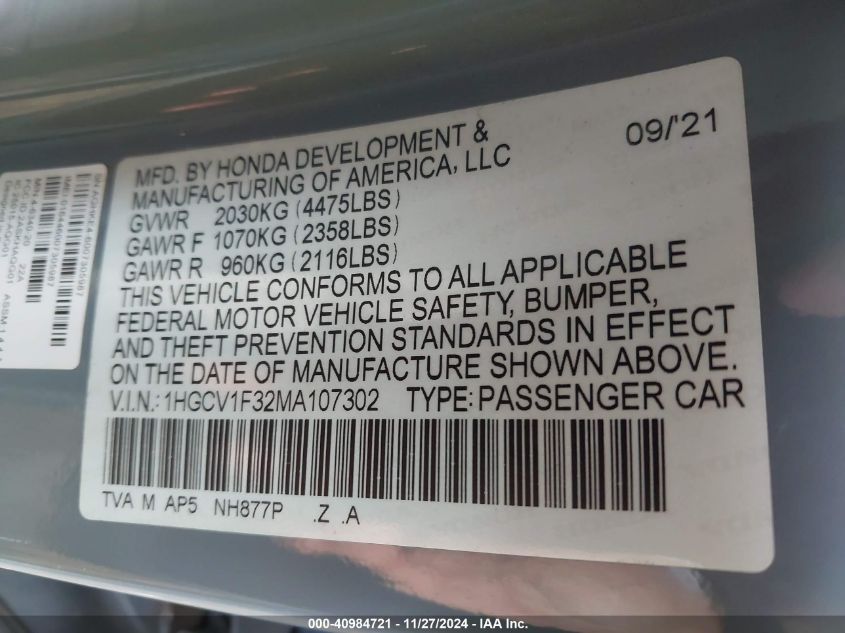 09/'21
MFD. BY HONDA DEVELOPMENT &
MANUFACTURING OF AMERICA, LLC
GVWR 2030KG (4475LBS)
GAWR F 1070KG (2358LBS)
GAWR R 960KG (2116LBS)
THIS VEHICLE CONFORMS TO ALL APPLICABLE
FEDERAL MOTOR VEHICLE SAFETY, BUMPER,
AND THEFT PREVENTION STANDARDS IN EFFECT
ON THE DATE OF MANUFACTURE SHOWN ABOVE.
V.I.N.: 1HGCV1F32MA107302 TYPE: PASSENGER CAR
TVA M AP5 NH877P .Z .A
000-40984721 - 11/27/2024 - IAA Inc.